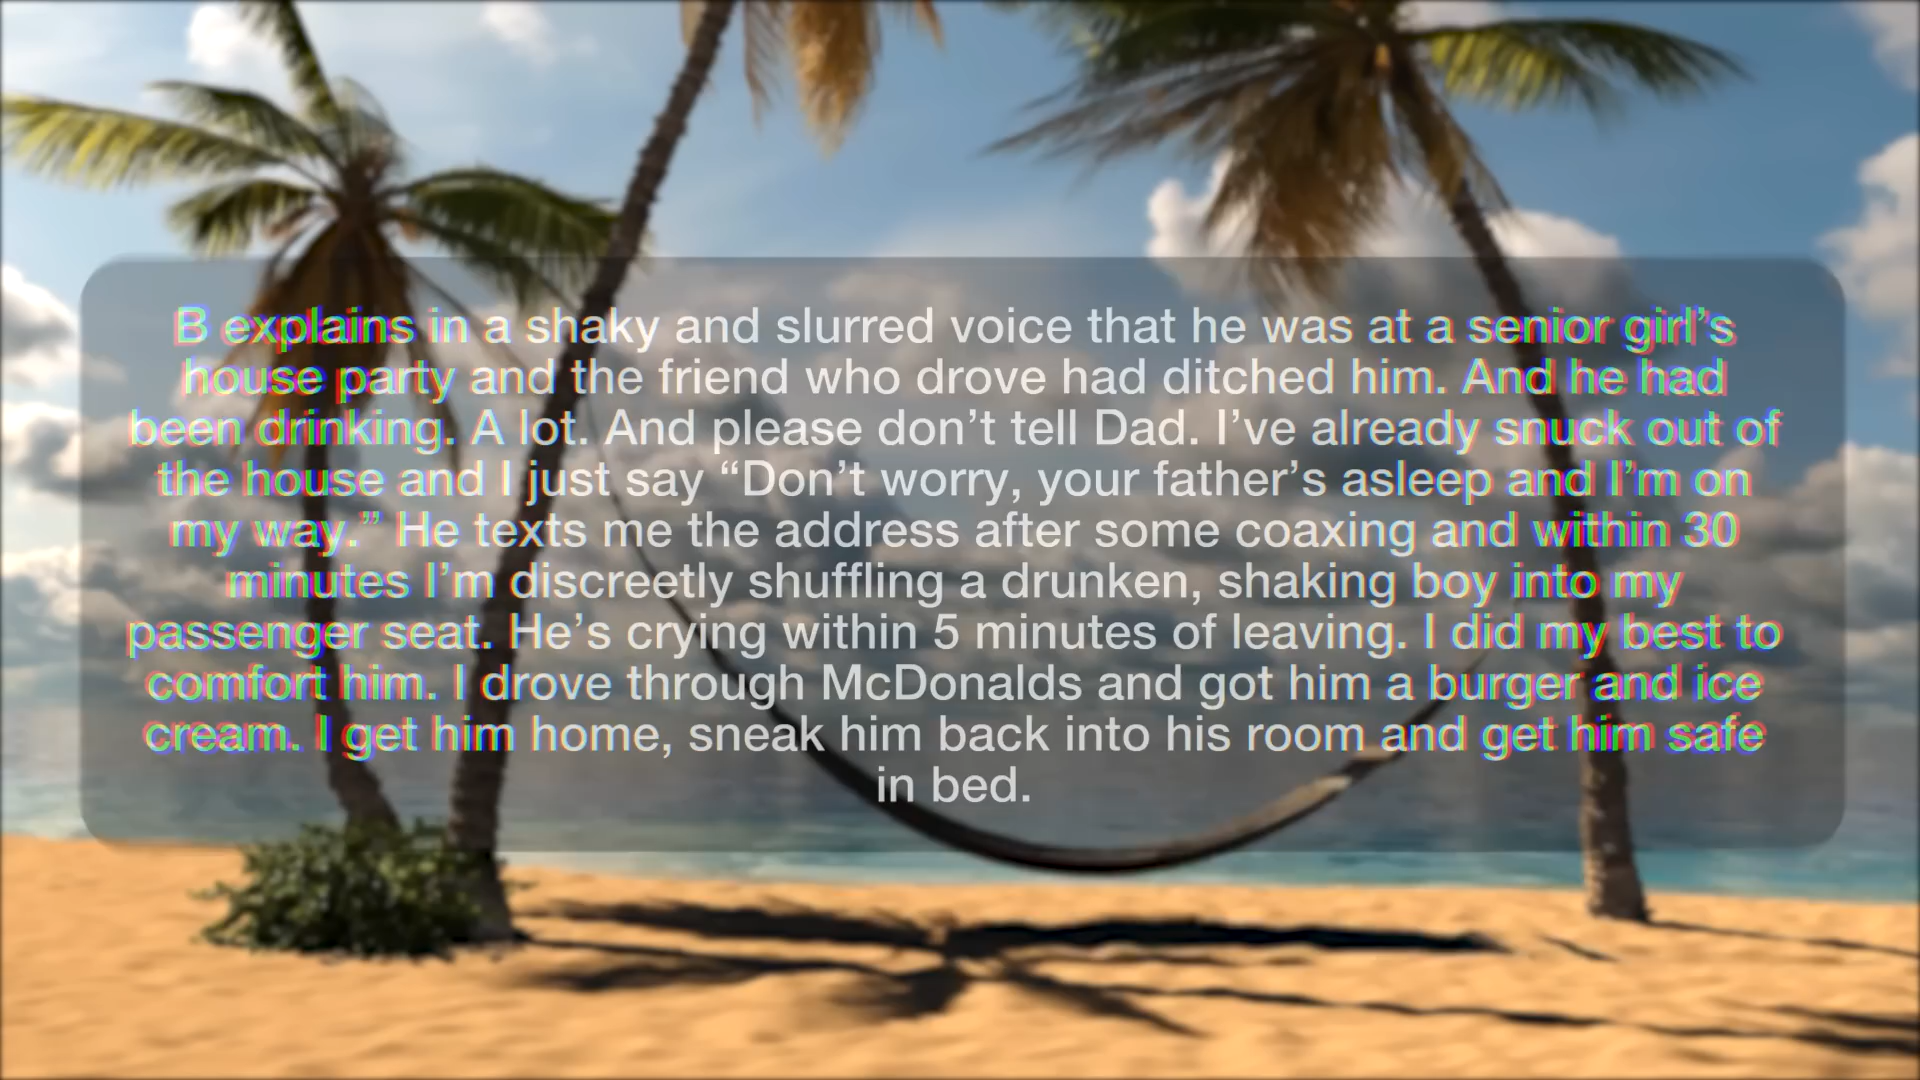 B explains in a shaky and slurred voice that he was at a senior girl’s
house party and the friend who drove had ditched him. And he had
been drinking. A lot. And please don’t tell Dad. I’ve already snuck out of
the house and I just say “Don’t worry, your father’s asleep and I’m on
my way.” He texts me the address after some coaxing and within 30
minutes I’m discreetly shuffling a drunken, shaking boy into my
passenger seat. He’s crying within 5 minutes of leaving. I did my best to
comfort him. I drove through McDonalds and got him a burger and ice
cream. I get him home, sneak him back into his room and get him safe
in bed.